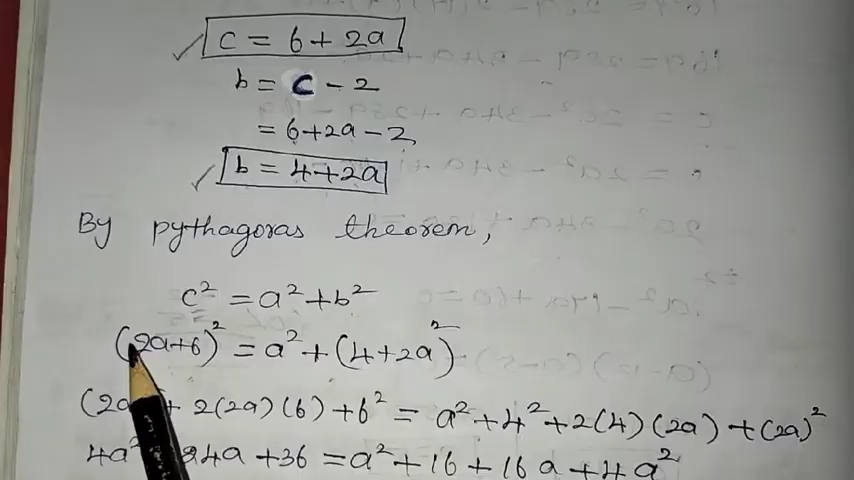 c = 6 + 2a
b = c - 2
= 6+2a-2
b = 4+2a
By pythagoras theorem,
c² = a² + b²
(2a+6)² = a² + (4+2a)²
(2a + 2(2a)(6) + 6² = a² + 4² + 2(4)(2a) + (2a)²
4a² 24a + 36 = a² + 16 + 16a + 4a²